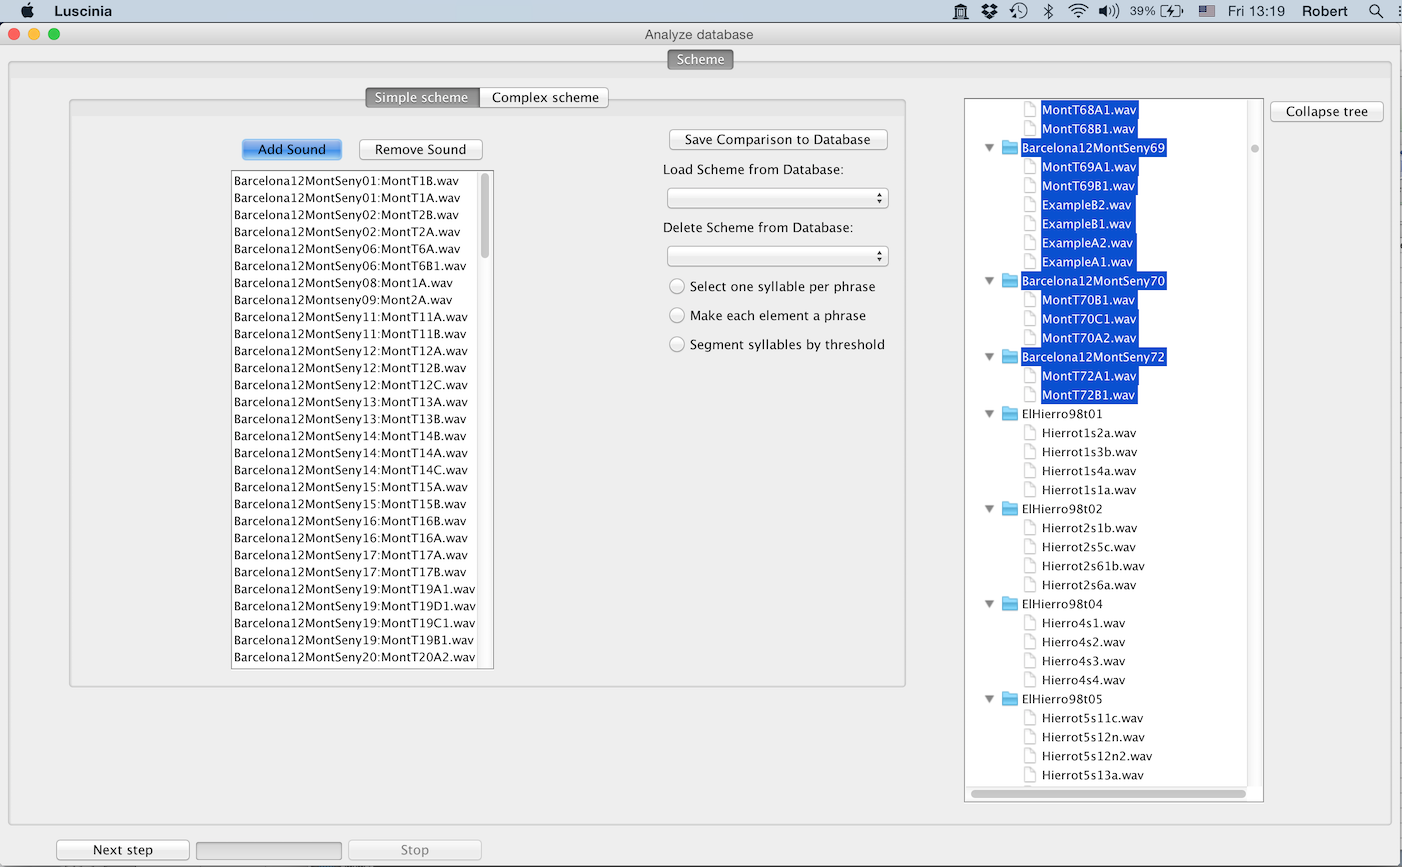 Luscinia
39%
Fri 13:19
Robert
Analyze database
Scheme
Simple scheme
Complex scheme
Add Sound
Remove Sound
Barcelona12MontSeny01:MontT1B.wav
Barcelona12MontSeny01:MontT1A.wav
Barcelona12MontSeny02:MontT2B.wav
Barcelona12MontSeny02:MontT2A.wav
Barcelona12MontSeny06:MontT6A.wav
Barcelona12MontSeny06:MontT6B1.wav
Barcelona12MontSeny08:Mont1A.wav
Barcelona12Montseny09:Mont2A.wav
Barcelona12MontSeny11:MontT11A.wav
Barcelona12MontSeny11:MontT11B.wav
Barcelona12MontSeny12:MontT12A.wav
Barcelona12MontSeny12:MontT12B.wav
Barcelona12MontSeny12:MontT12C.wav
Barcelona12MontSeny13:MontT13A.wav
Barcelona12MontSeny13:MontT13B.wav
Barcelona12MontSeny14:MontT14B.wav
Barcelona12MontSeny14:MontT14A.wav
Barcelona12MontSeny14:MontT14C.wav
Barcelona12MontSeny15:MontT15A.wav
Barcelona12MontSeny15:MontT15B.wav
Barcelona12MontSeny16:MontT16B.wav
Barcelona12MontSeny16:MontT16A.wav
Barcelona12MontSeny17:MontT17A.wav
Barcelona12MontSeny17:MontT17B.wav
Barcelona12MontSeny19:MontT19A1.wav
Barcelona12MontSeny19:MontT19D1.wav
Barcelona12MontSeny19:MontT19C1.wav
Barcelona12MontSeny19:MontT19B1.wav
Barcelona12MontSeny20:MontT20A2.wav
Save Comparison to Database
Load Scheme from Database:
Delete Scheme from Database:
Select one syllable per phrase
Make each element a phrase
Segment syllables by threshold
MontT68A1.wav
MontT68B1.wav
Barcelona12MontSeny69
MontT69A1.wav
MontT69B1.wav
ExampleB2.wav
ExampleB1.wav
ExampleA2.wav
ExampleA1.wav
Barcelona12MontSeny70
MontT70B1.wav
MontT70C1.wav
MontT70A2.wav
Barcelona12MontSeny72
MontT72A1.wav
MontT72B1.wav
ElHierro98t01
Hierrot1s2a.wav
Hierrot1s3b.wav
Hierrot1s4a.wav
Hierrot1s1a.wav
ElHierro98t02
Hierrot2s1b.wav
Hierrot2s5c.wav
Hierrot2s61b.wav
Hierrot2s6a.wav
ElHierro98t04
Hierro4s1.wav
Hierro4s2.wav
Hierro4s3.wav
Hierro4s4.wav
ElHierro98t05
Hierrot5s11c.wav
Hierrot5s12n.wav
Hierrot5s12n2.wav
Hierrot5s13a.wav
Collapse tree
Next step
Stop